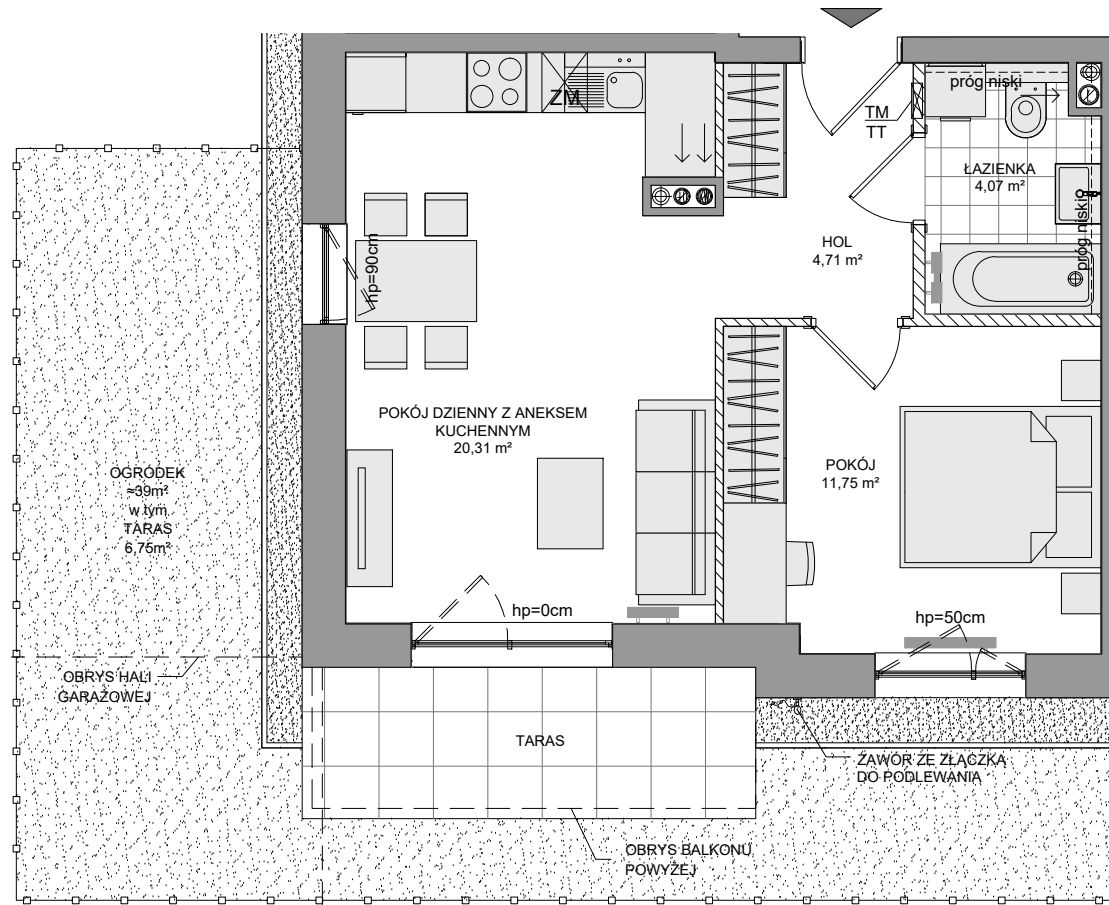 próg niski
ZM
TM
TT
ŁAZIENKA
4,07 m²
próg niski
HOL
4,71 m²
hp=90cm
POKÓJ DZIENNY Z ANEKSEM
KUCHENNYM
20,31 m²
POKÓJ
11,75 m²
OGRÓDEK
≈39m²
w tym
TARAS
6,75m²
hp=0cm
hp=50cm
OBRYS HALI
GARAŻOWEJ
TARAS
ZAWÓR ZE ZŁĄCZKĄ
DO PODLEWANIA
OBRYS BALKONU
POWYŻEJ